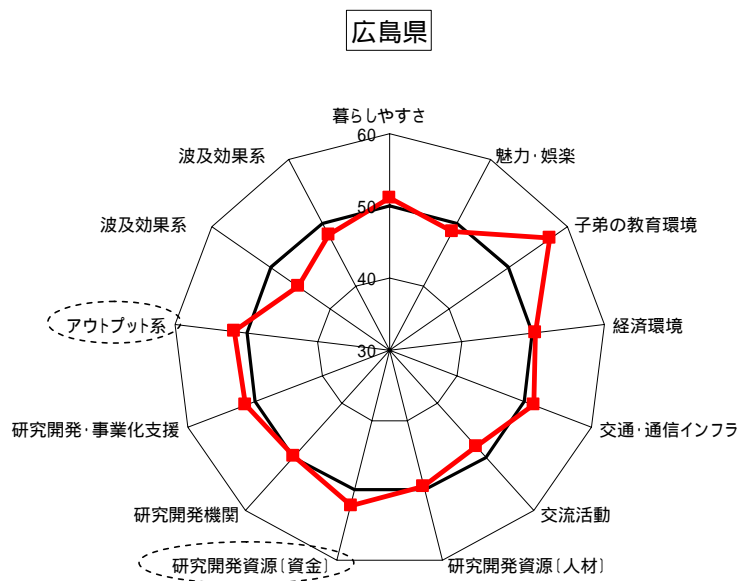 広島県
暮らしやすさ
60
波及効果系
魅力・娯楽
50
波及効果系
子弟の教育環境
40
アウトプット系
経済環境
30
研究開発・事業化支援
交通・通信インフラ
研究開発機関
交流活動
研究開発資源〔資金〕
研究開発資源〔人材〕